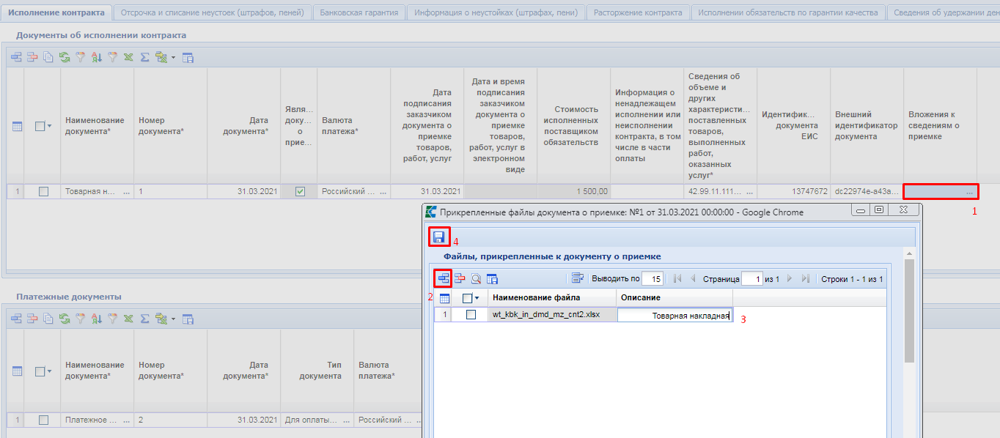 Исполнение контракта
Отсрочка и списание неустоек (штрафов, пеней)
Банковская гарантия
Информация о неустойках (штрафах, пени)
Расторжение контракта
Исполнении обязательств по гарантии качества
Сведения об удержании ден
Документы об исполнении контракта
Наименование
документа*
Номер
документа*
Дата
документа*
Явля...
доку...
о
прие...
Валюта
платежа*
Дата
подписания
заказчиком
документа о
приемке
товаров,
работ, услуг
Дата и время
подписания
заказчиком
документа о
приемке
товаров,
работ, услуг в
электронном
виде
Стоимость
исполненных
поставщиком
обязательств
Информация о
ненадлежащем
исполнении или
неисполнении
контракта, в том
числе в части
оплаты
Сведения об
объеме и
других
характеристи...
поставленных
товаров,
выполненных
работ,
оказанных
услуг*
Идентифик...
документа
ЕИС
Внешний
идентификатор
документа
Вложения к
сведениям о
приемке
1 Товарная н... ... 1 31.03.2021 Российский ... ... 31.03.2021 1 500,00 42.99.11.111... ... 13747672 dc22974e-a43a... ...
1
Прикрепленные файлы документа о приемке: №1 от 31.03.2021 00:00:00 - Google Chrome
4
Файлы, прикрепленные к документу о приемке
Выводить по 15 Страница 1 из 1 Строки 1 - 1 из 1
2
Наименование файла Описание
1 wt_kbk_in_dmd_mz_cnt2.xlsx Товарная накладная
3
Платежные документы
Наименование
документа*
Номер
документа*
Дата
документа*
Тип
документа
Валюта
платежа*
1 Платежное ... ... 2 31.03.2021 Для оплаты... ... Российский ... ...